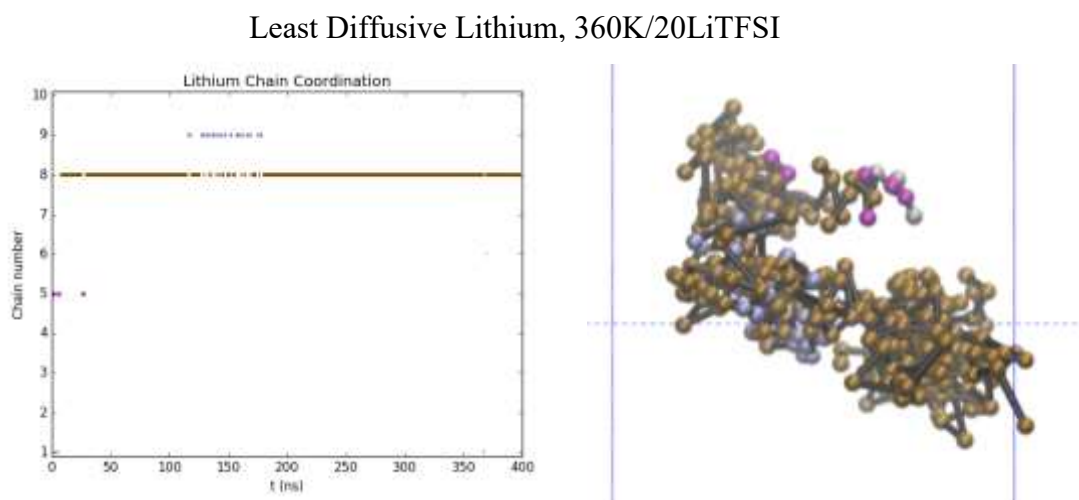 Least Diffusive Lithium, 360K/20LiTFSI
Lithium Chain Coordination
10
9
8
7
6
5
4
3
2
1
Chain number
0 50 100 150 200 250 300 350 400
t (ns)